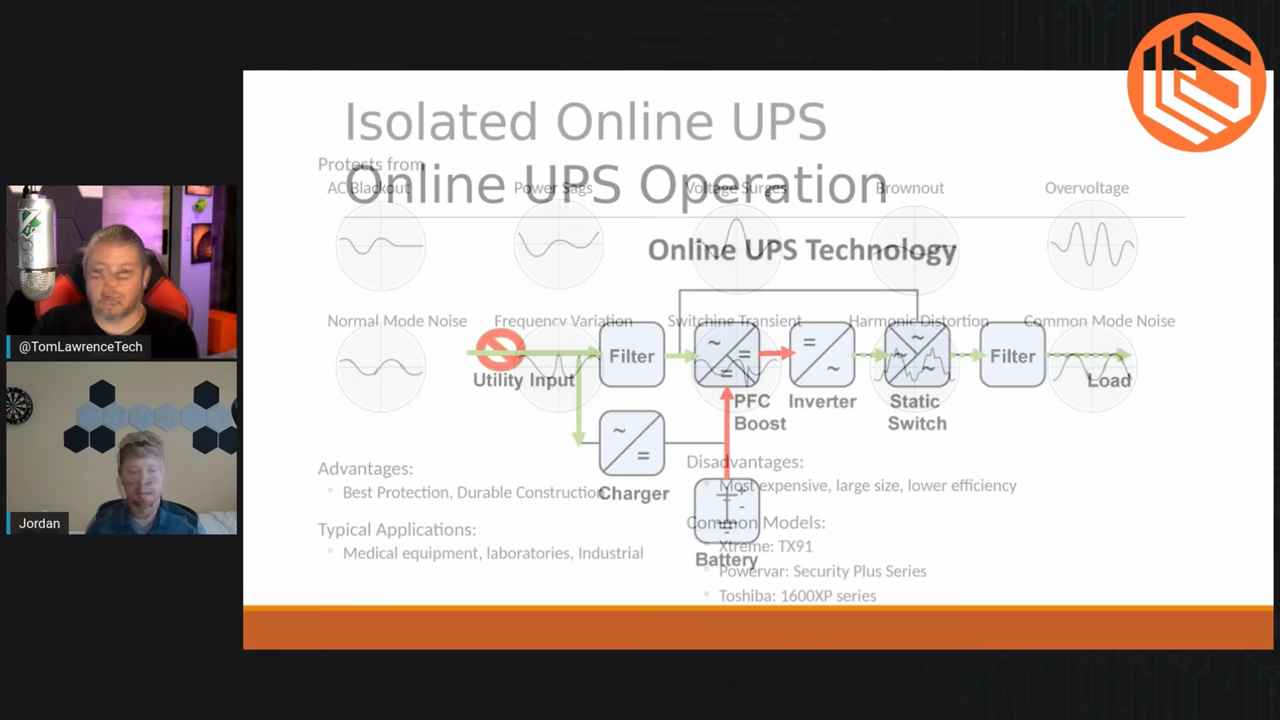 Isolated Online UPS
Online UPS Operation
Protects from
AC Blackout
Power Sags
Voltage Surges
Brownout
Overvoltage
Online UPS Technology
Normal Mode Noise
Frequency Variation
Switching Transient
Harmonic Distortion
Common Mode Noise
Filter
Filter
Utility Input
Load
PFC
Boost
Inverter
Static
Switch
Charger
Battery
Advantages:
Best Protection, Durable Construction
Typical Applications:
Medical equipment, laboratories, Industrial
Disadvantages:
Most expensive, large size, lower efficiency
Common Models:
Xtreme: TX91
Powervar: Security Plus Series
Toshiba: 1600XP series
@TomLawrenceTech
Jordan